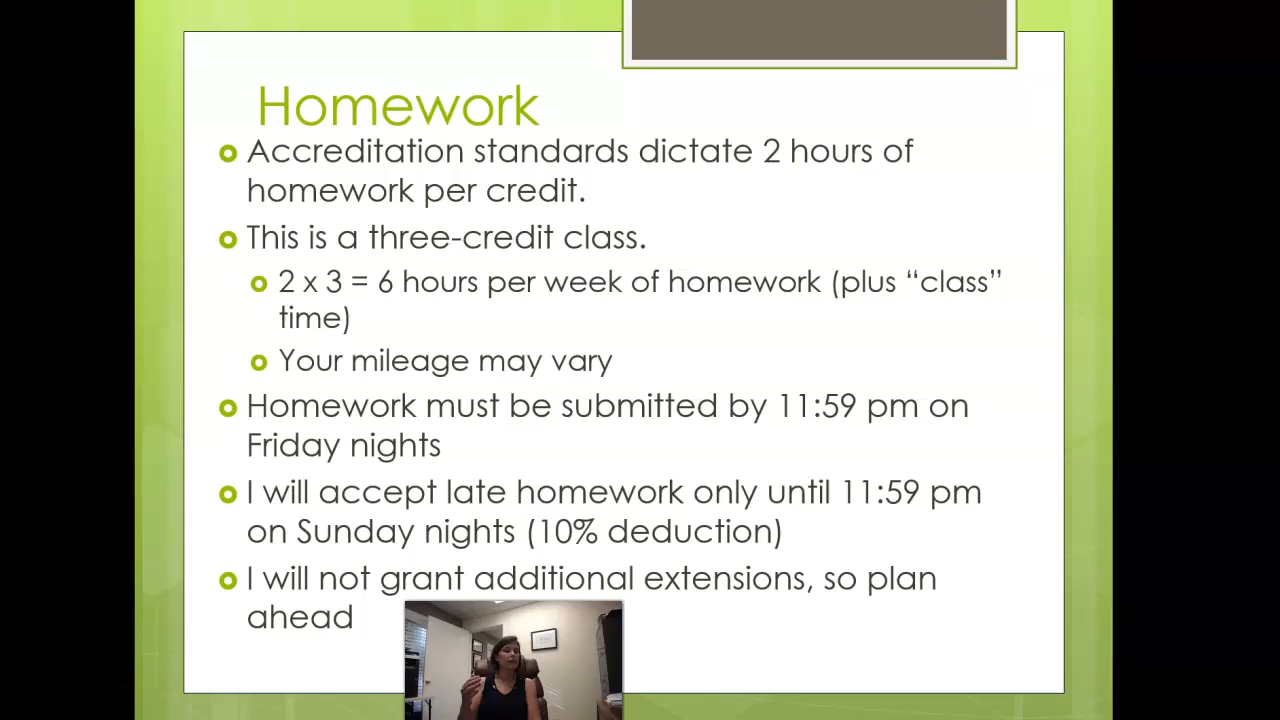 Homework
Accreditation standards dictate 2 hours of
homework per credit.
This is a three-credit class.
2 x 3 = 6 hours per week of homework (plus “class”
time)
Your mileage may vary
Homework must be submitted by 11:59 pm on
Friday nights
I will accept late homework only until 11:59 pm
on Sunday nights (10% deduction)
I will not grant additional extensions, so plan
ahead